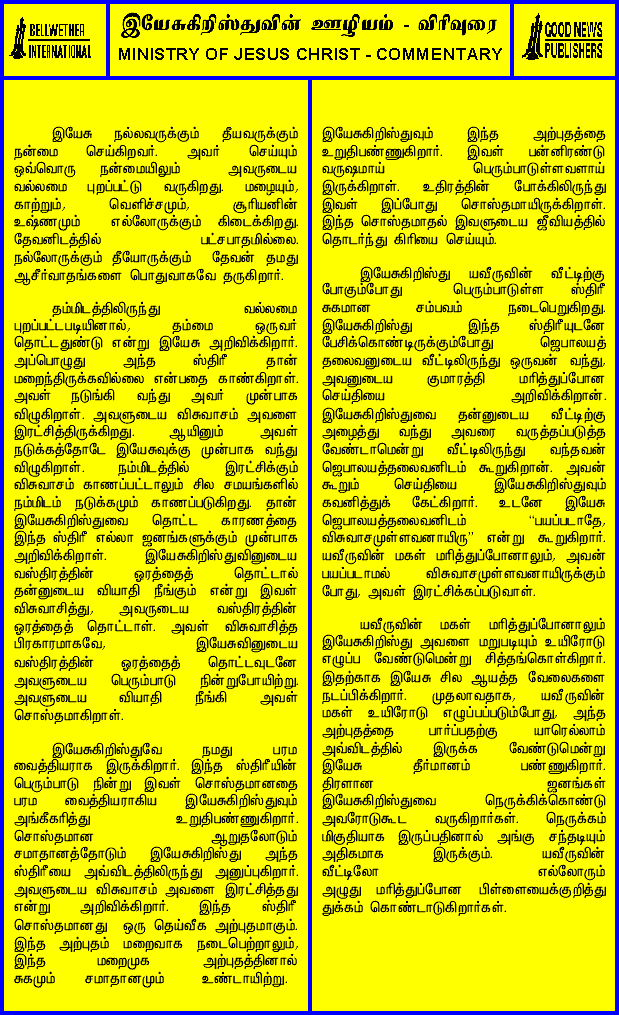 BELLWETHER
INTERNATIONAL
இயேசுகிறிஸ்துவின் ஊழியம் - விரிவுரை
MINISTRY OF JESUS CHRIST - COMMENTARY
GOOD NEWS
PUBLISHERS
இயேசு நல்லவருக்கும் தீயவருக்கும்
நன்மை செய்கிறவர். அவர் செய்யும்
ஒவ்வொரு நன்மையிலும் அவருடைய
வல்லமை புறப்பட்டு வருகிறது. மழையும்,
காற்றும், வெளிச்சமும், சூரியனின்
உஷ்ணமும் எல்லோருக்கும் கிடைக்கிறது.
தேவனிடத்தில் பட்சபாதமில்லை.
நல்லோருக்கும் தீயோருக்கும் தேவன் தமது
ஆசீர்வாதங்களை பொதுவாகவே தருகிறார்.
தம்மிடத்திலிருந்து வல்லமை
புறப்பட்டபடியினால், தம்மை ஒருவர்
தொட்டதுண்டு என்று இயேசு அறிவிக்கிறார்.
அப்பொழுது அந்த ஸ்திரீ தான்
மறைந்திருக்கவில்லை என்பதை காண்கிறாள்.
அவள் நடுங்கி வந்து அவர் முன்பாக
விழுகிறாள். அவளுடைய விசுவாசம் அவளை
இரட்சித்திருக்கிறது. ஆயினும் அவள்
நடுக்கத்தோடே இயேசுவுக்கு முன்பாக வந்து
விழுகிறாள். நம்மிடத்தில் இரட்சிக்கும்
விசுவாசம் காணப்பட்டாலும் சில சமயங்களில்
நம்மிடம் நடுக்கமும் காணப்படுகிறது. தான்
இயேசுகிறிஸ்துவை தொட்ட காரணத்தை
இந்த ஸ்திரீ எல்லா ஜனங்களுக்கும் முன்பாக
அறிவிக்கிறாள். இயேசுகிறிஸ்துவினுடைய
வஸ்திரத்தின் ஓரத்தைத் தொட்டால்
தன்னுடைய வியாதி நீங்கும் என்று இவள்
விசுவாசித்து, அவருடைய வஸ்திரத்தின்
ஓரத்தைத் தொட்டாள். அவள் விசுவாசித்த
பிரகாரமாகவே, இயேசுவினுடைய
வஸ்திரத்தின் ஓரத்தைத் தொட்டவுடனே
அவளுடைய பெரும்பாடு நின்றுபோயிற்று.
அவளுடைய வியாதி நீங்கி அவள்
சொஸ்தமாகிறாள்.
இயேசுகிறிஸ்துவே நமது பரம
வைத்தியராக இருக்கிறார். இந்த ஸ்திரீயின்
பெரும்பாடு நின்று இவள் சொஸ்தமானதை
பரம வைத்தியராகிய இயேசுகிறிஸ்துவும்
அங்கீகரித்து உறுதிபண்ணுகிறார்.
சொஸ்தமான ஆறுதலோடும்
சமாதானத்தோடும் இயேசுகிறிஸ்து அந்த
ஸ்திரீயை அவ்விடத்திலிருந்து அனுப்புகிறார்.
அவளுடைய விசுவாசம் அவளை இரட்சித்தது
என்று அறிவிக்கிறார். இந்த ஸ்திரீ
சொஸ்தமானது ஒரு தெய்வீக அற்புதமாகும்.
இந்த அற்புதம் மறைவாக நடைபெற்றாலும்,
இந்த மறைமுக அற்புதத்தினால்
சுகமும் சமாதானமும் உண்டாயிற்று.
இயேசுகிறிஸ்துவும் இந்த அற்புதத்தை
உறுதிபண்ணுகிறார். இவள் பன்னிரண்டு
வருஷமாய் பெரும்பாடுள்ளவளாய்
இருக்கிறாள். உதிரத்தின் போக்கிலிருந்து
இவள் இப்போது சொஸ்தமாயிருக்கிறாள்.
இந்த சொஸ்தமாதல் இவளுடைய ஜீவியத்தில்
தொடர்ந்து கிரியை செய்யும்.
இயேசுகிறிஸ்து யவீருவின் வீட்டிற்கு
போகும்போது பெரும்பாடுள்ள ஸ்திரீ
சுகமான சம்பவம் நடைபெறுகிறது.
இயேசுகிறிஸ்து இந்த ஸ்திரீயுடனே
பேசிக்கொண்டிருக்கும்போது ஜெபாலயத்
தலைவனுடைய வீட்டிலிருந்து ஒருவன் வந்து,
அவனுடைய குமாரத்தி மரித்துப்போன
செய்தியை அறிவிக்கிறான்.
இயேசுகிறிஸ்துவை தன்னுடைய வீட்டிற்கு
அழைத்து வந்து அவரை வருத்தப்படுத்த
வேண்டாமென்று வீட்டிலிருந்து வந்தவன்
ஜெபாலயத்தலைவனிடம் கூறுகிறான். அவன்
கூறும் செய்தியை இயேசுகிறிஸ்துவும்
கவனித்துக் கேட்கிறார். உடனே இயேசு
ஜெபாலயத்தலைவனிடம் “பயப்படாதே,
விசுவாசமுள்ளவனாயிரு” என்று கூறுகிறார்.
யவீருவின் மகள் மரித்துப்போனாலும், அவன்
பயப்படாமல் விசுவாசமுள்ளவனாயிருக்கும்
போது, அவள் இரட்சிக்கப்படுவாள்.
யவீருவின் மகள் மரித்துப்போனாலும்
இயேசுகிறிஸ்து அவளை மறுபடியும் உயிரோடு
எழுப்ப வேண்டுமென்று சித்தங்கொள்கிறார்.
இதற்காக இயேசு சில ஆயத்த வேலைகளை
நடப்பிக்கிறார். முதலாவதாக, யவீருவின்
மகள் உயிரோடு எழுப்பப்படும்போது, அந்த
அற்புதத்தை பார்ப்பதற்கு யாரெல்லாம்
அவ்விடத்தில் இருக்க வேண்டுமென்று
இயேசு தீர்மானம் பண்ணுகிறார்.
திரளான ஜனங்கள்
இயேசுகிறிஸ்துவை நெருக்கிக்கொண்டு
அவரோடுகூட வருகிறார்கள். நெருக்கம்
மிகுதியாக இருப்பதினால் அங்கு சந்தடியும்
அதிகமாக இருக்கும். யவீருவின்
வீட்டிலோ எல்லோரும்
அழுது மரித்துப்போன பிள்ளையைக்குறித்து
துக்கம் கொண்டாடுகிறார்கள்.